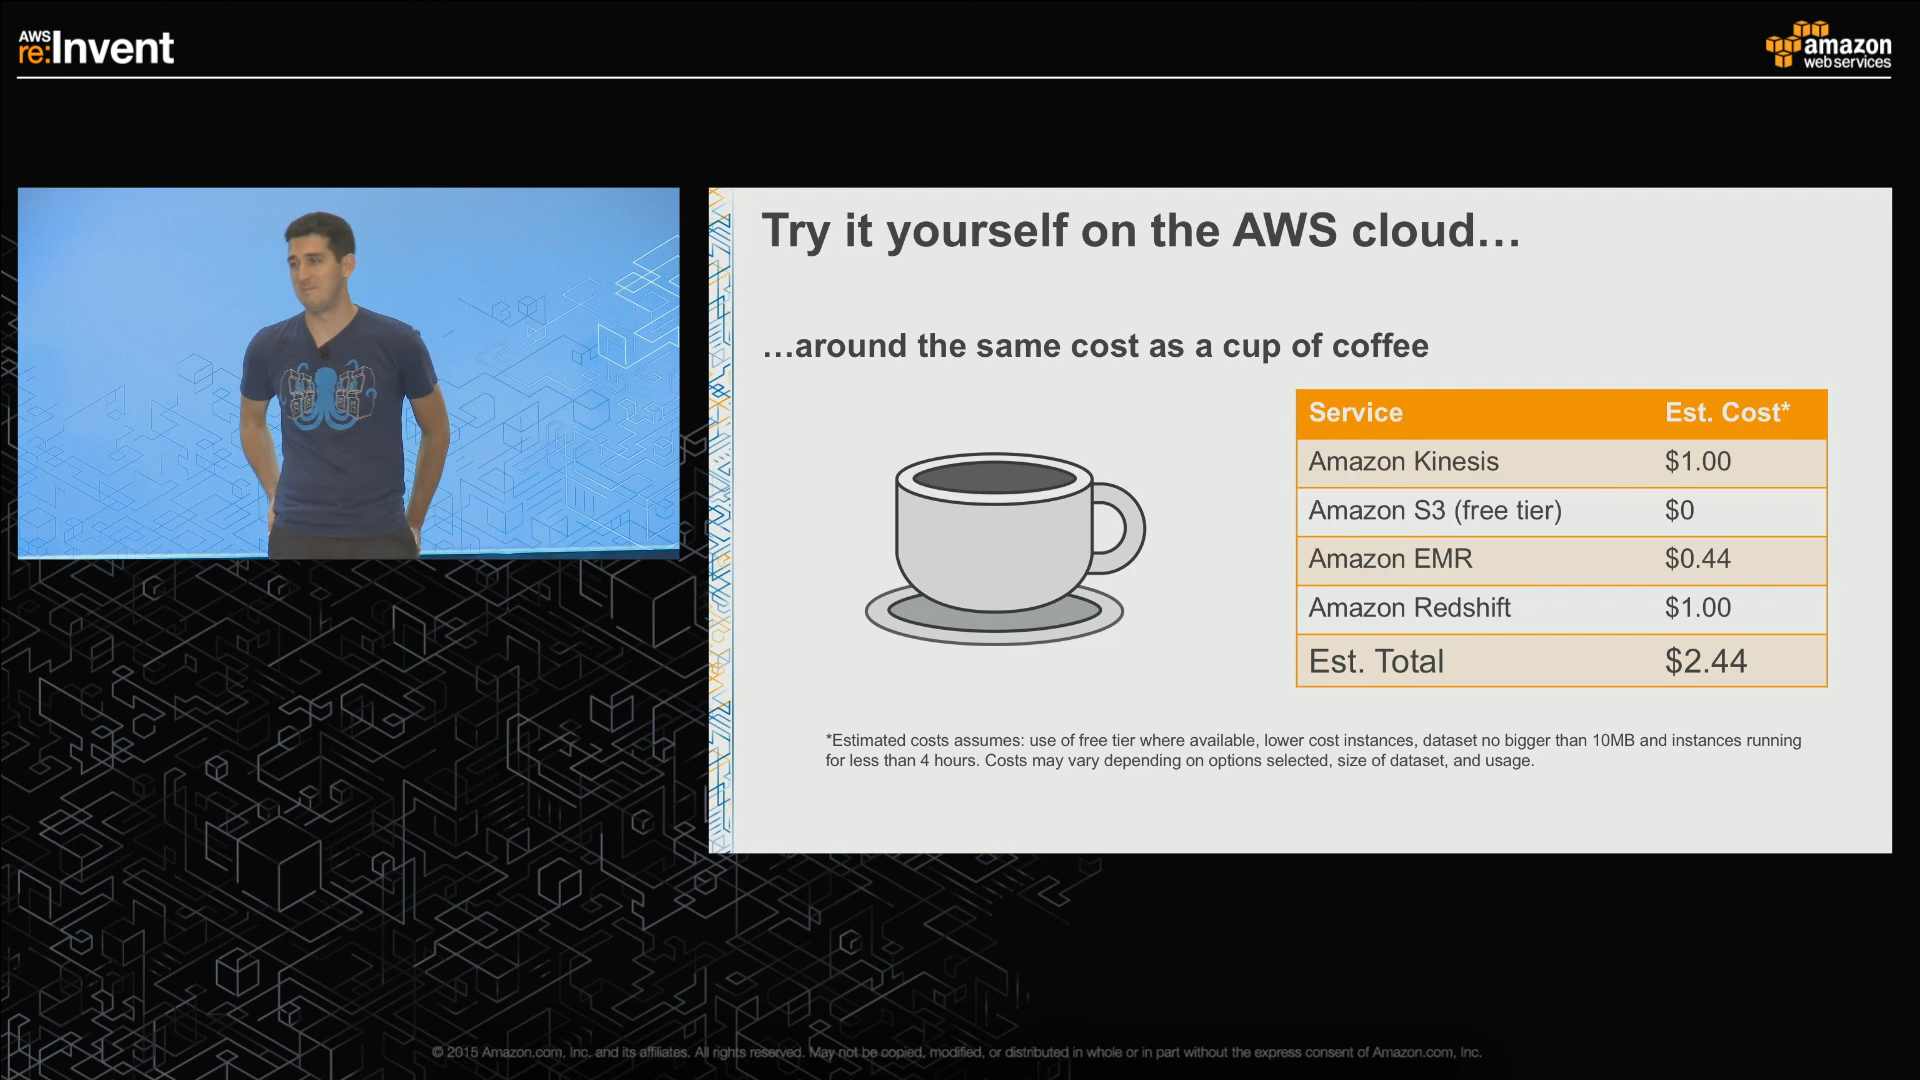 AWS
re:Invent
amazon
web services
Try it yourself on the AWS cloud…
…around the same cost as a cup of coffee
Service Est. Cost*
Amazon Kinesis $1.00
Amazon S3 (free tier) $0
Amazon EMR $0.44
Amazon Redshift $1.00
Est. Total $2.44
*Estimated costs assumes: use of free tier where available, lower cost instances, dataset no bigger than 10MB and instances running
for less than 4 hours. Costs may vary depending on options selected, size of dataset, and usage.
© 2015 Amazon.com, Inc. and its affiliates. All rights reserved. May not be copied, modified, or distributed in whole or in part without the express consent of Amazon.com, Inc.